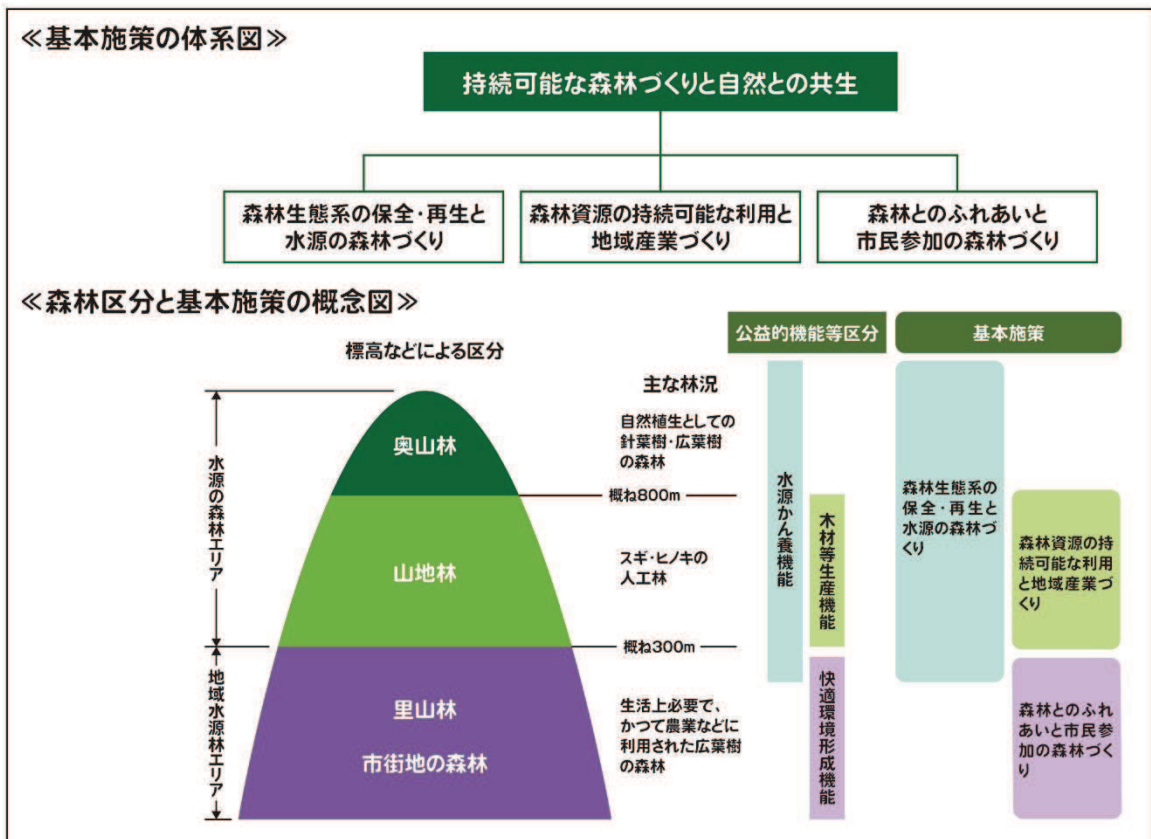 ≪基本施策の体系図≫
持続可能な森林づくりと自然との共生
森林生態系の保全・再生と
水源の森林づくり
森林資源の持続可能な利用と
地域産業づくり
森林とのふれあいと
市民参加の森林づくり
≪森林区分と基本施策の概念図≫
標高などによる区分
主な林況
公益的機能等区分
基本施策
水源の森林エリア
地域水源林エリア
奥山林
山地林
里山林
市街地の森林
自然植生としての
針葉樹・広葉樹
の森林
概ね800m
スギ・ヒノキの
人工林
概ね300m
生活上必要で、
かつて農業などに
利用された広葉樹
の森林
水源かん養機能
木材等生産機能
快適環境形成機能
森林生態系の
保全・再生と
水源の森林づ
くり
森林資源の持
続可能な利用
と地域産業づ
くり
森林とのふれ
あいと市民参
加の森林づく
り